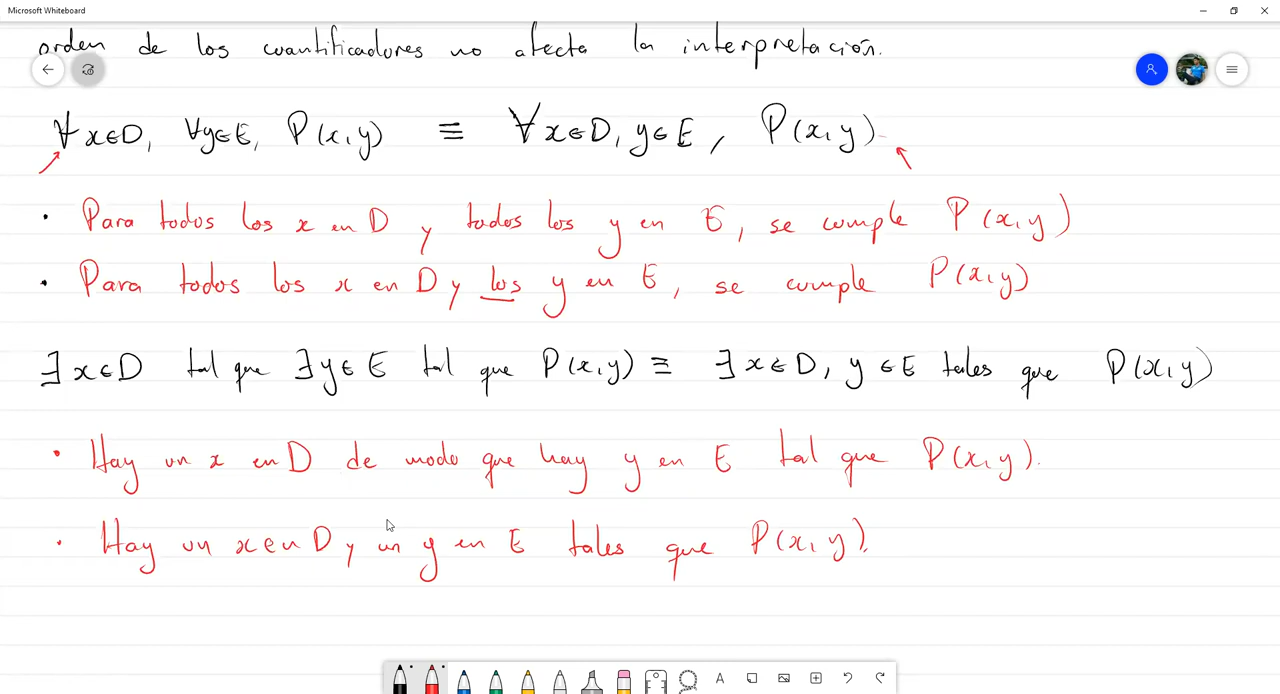 Microsoft Whiteboard
orden de los cuantificadores no afecta la interpretación.
∀x∈D, ∀y∈E, P(x,y) ≡ ∀x∈D, y∈E, P(x,y)
• Para todos los x en D y todos los y en E, se cumple P(x,y)
• Para todos los x en D y los y en E, se cumple P(x,y)
∃x∈D tal que ∃y∈E tal que P(x,y) ≡ ∃x∈D, y∈E tales que P(x,y)
• Hay un x en D de modo que hay y en E tal que P(x,y).
• Hay un x en D y un y en E tales que P(x,y).